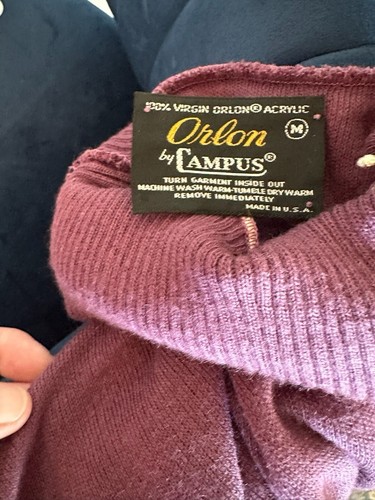 100% VIRGIN ORLON® ACRYLIC
Orlon M
by CAMPUS®
TURN GARMENT INSIDE OUT
MACHINE WASH WARM-TUMBLE DRY WARM
REMOVE IMMEDIATELY
MADE IN U.S.A.